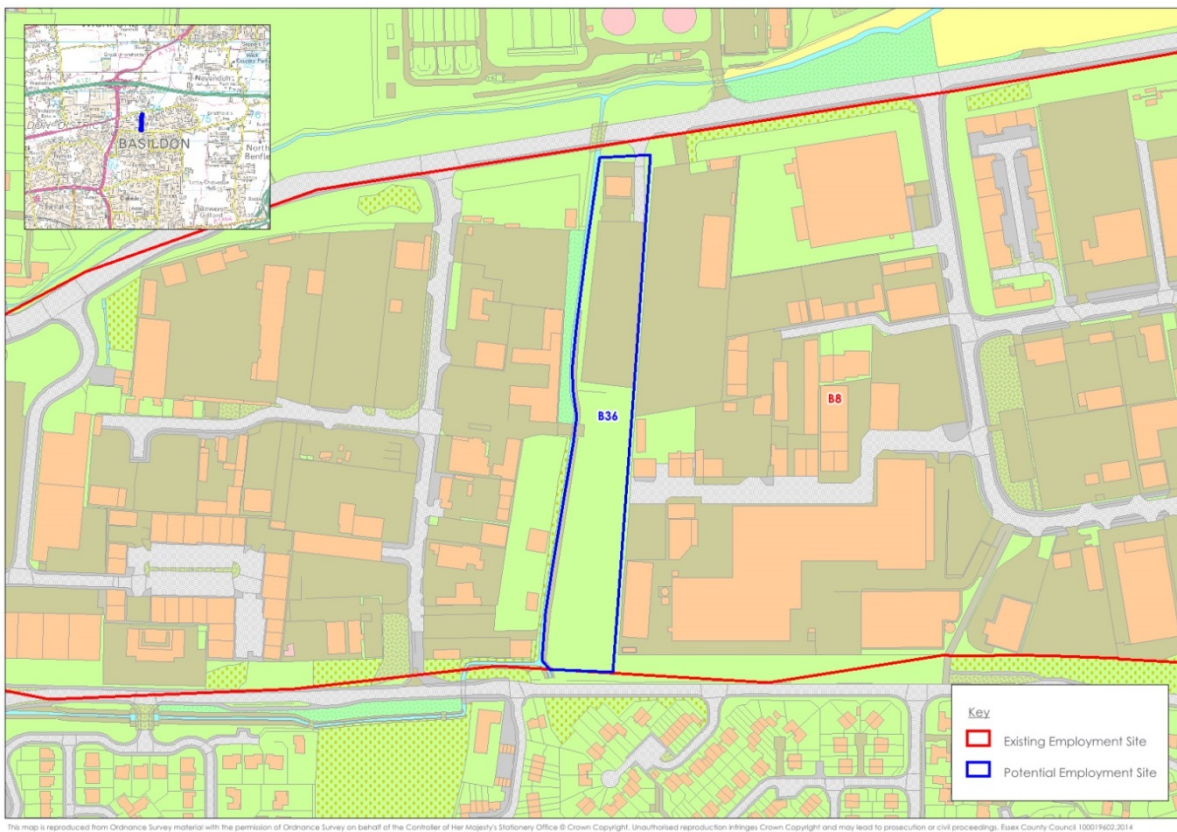 BASILDON
B36
B8
Key
Existing Employment Site
Potential Employment Site
This map is reproduced from Ordnance Survey material with the permission of Ordnance Survey on behalf of the Controller of Her Majesty's Stationery Office © Crown Copyright. Unauthorised reproduction infringes Crown Copyright and may lead to prosecution or civil proceedings. Essex County Council 100019602.2014